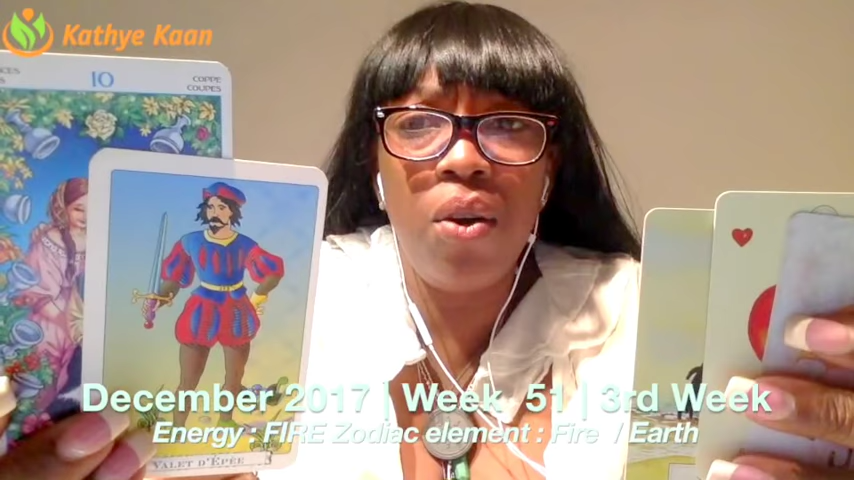 Kathye Kaan
10
COPPE
COUPES
December 2017 | Week 51 | 3rd Week
Energy : FIRE Zodiac element : Fire / Earth
VALET D'ÉPÉE